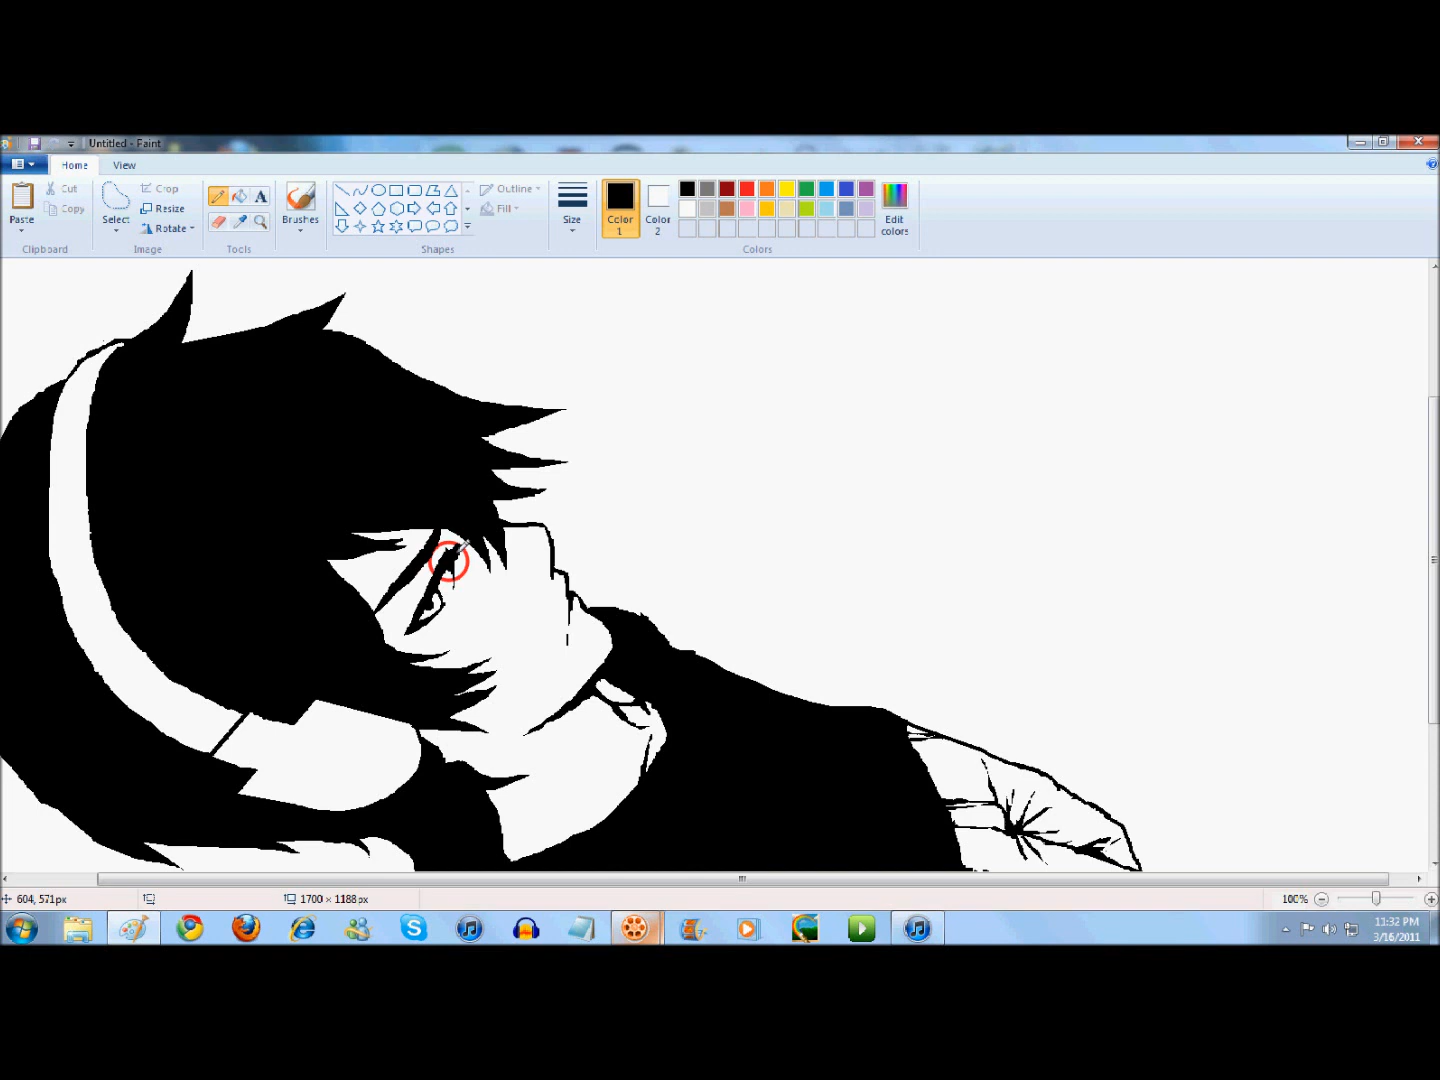 Untitled - Paint
Home View
Cut
Copy
Paste
Clipboard
Crop
Resize
Rotate
Select
Image
A
Tools
Brushes
Outline
Fill
Shapes
Size
Color 1
Color 2
Edit colors
Colors
604, 571px
1700 × 1188px
100%
11:32 PM
3/16/2011